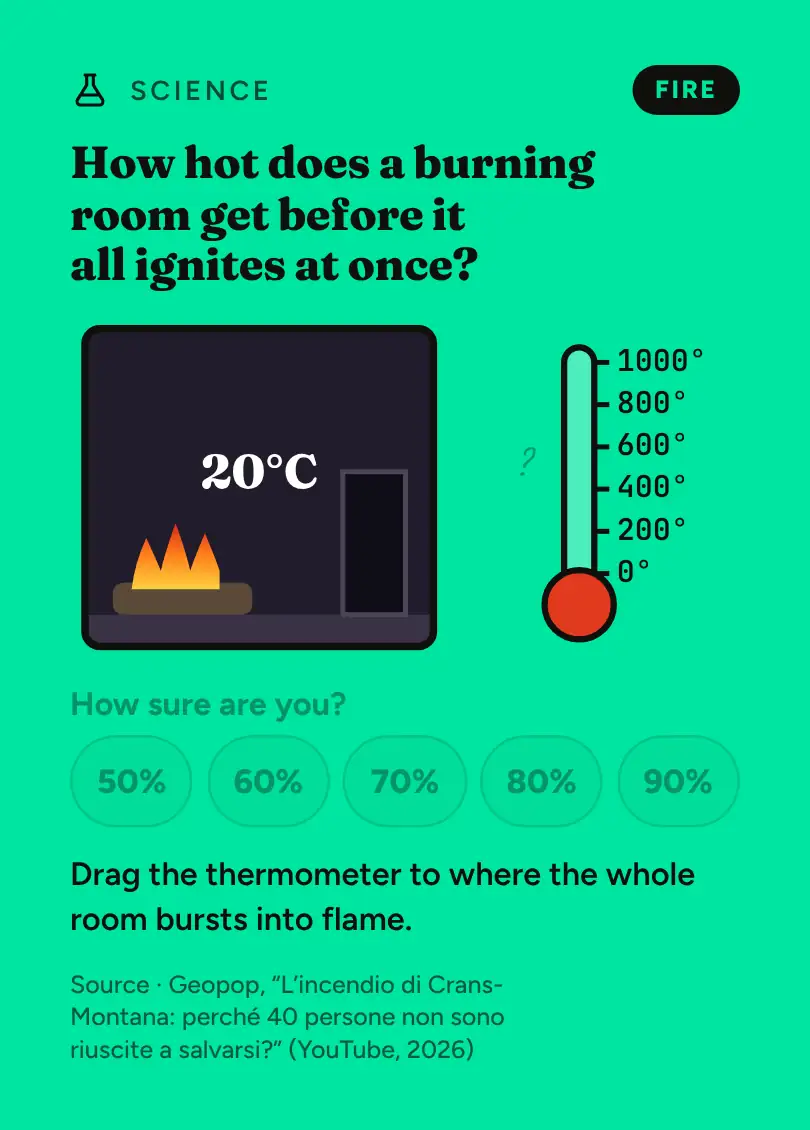 SCIENCE
FIRE
How hot does a burning
room get before it
all ignites at once?
20°C
?
1000°
800°
600°
400°
200°
0°
How sure are you?
50%
60%
70%
80%
90%
Drag the thermometer to where the whole
room bursts into flame.
Source · Geopop, “L’incendio di Crans-
Montana: perché 40 persone non sono
riuscite a salvarsi?” (YouTube, 2026)